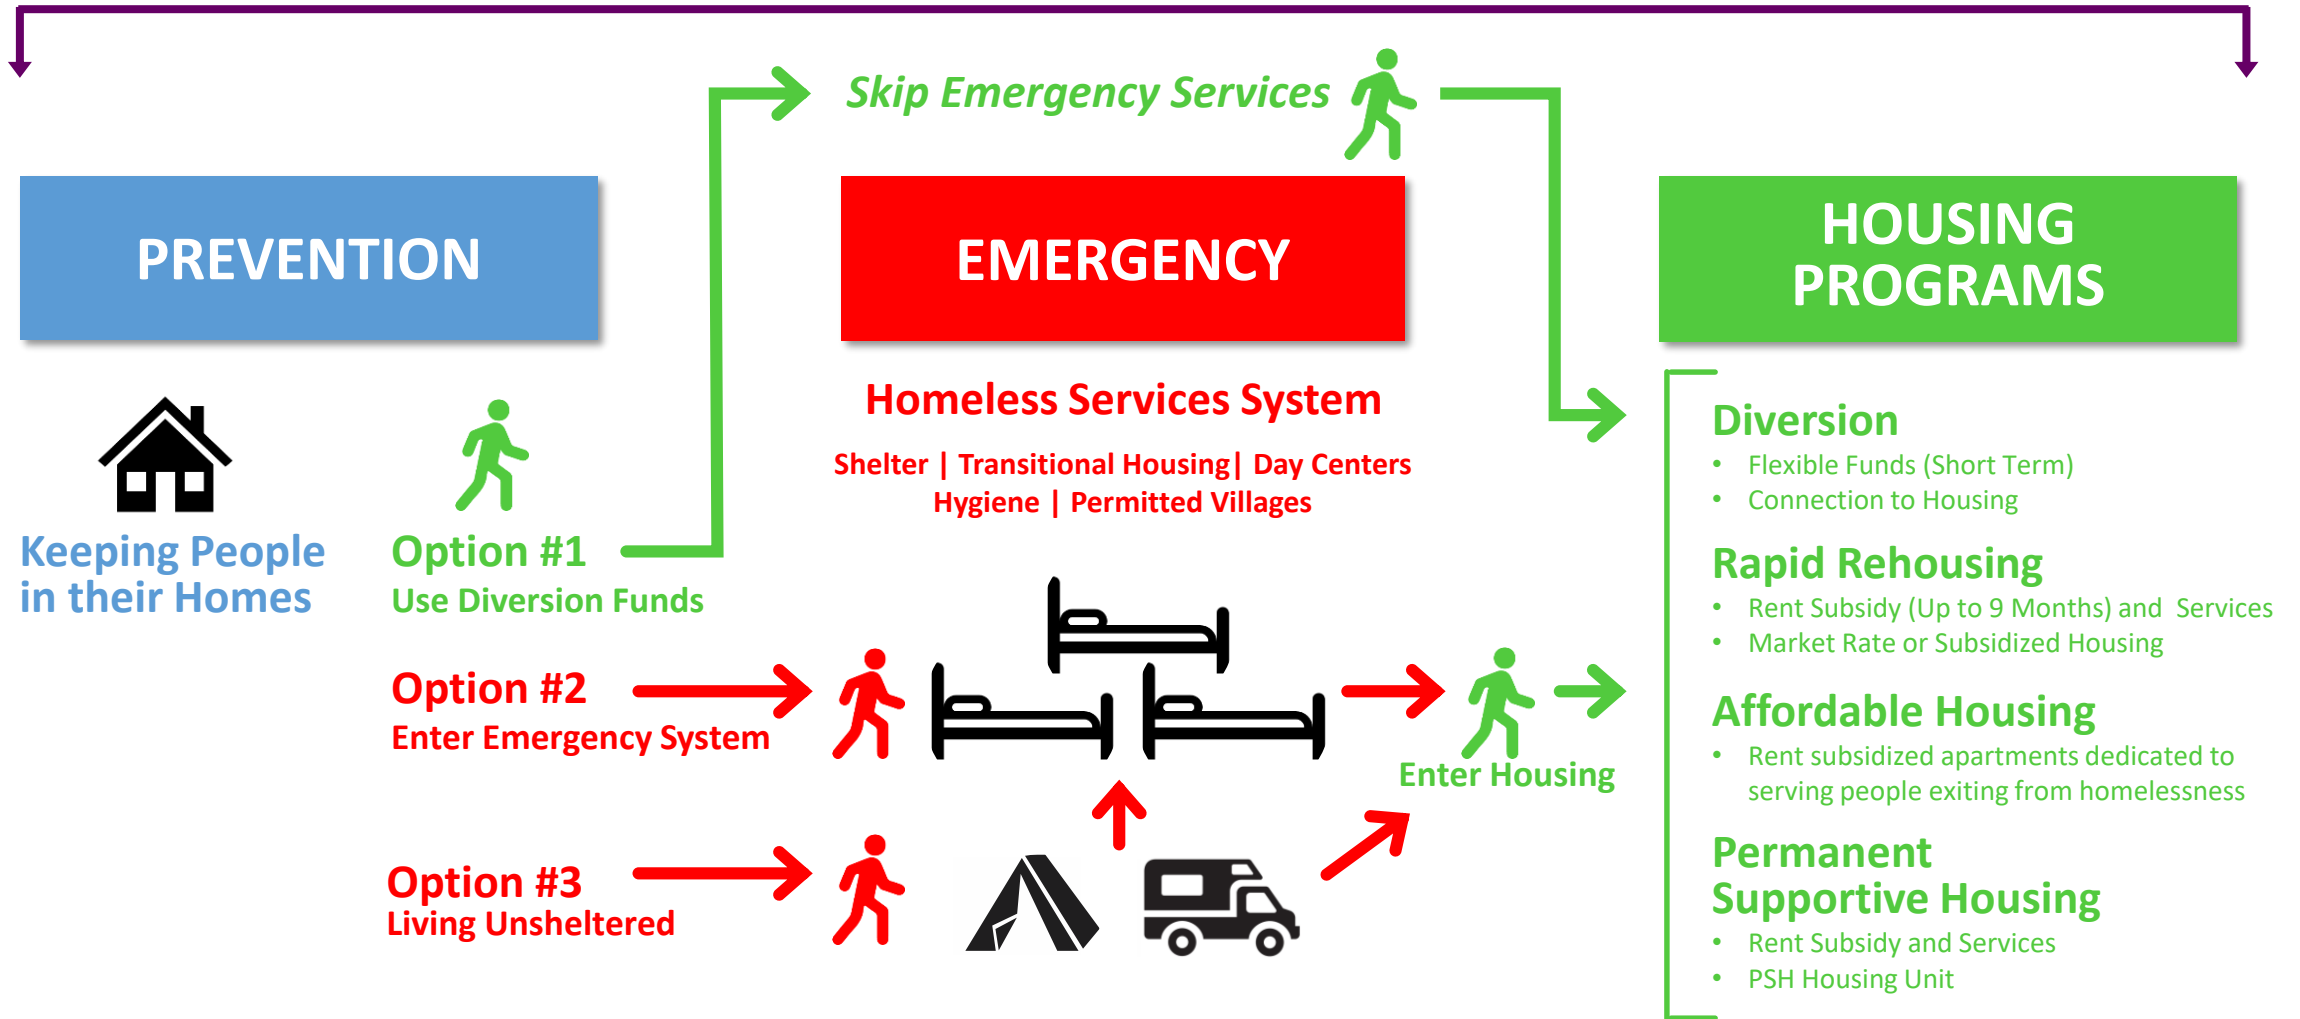 Skip Emergency Services
PREVENTION
EMERGENCY
HOUSING
PROGRAMS
Keeping People
in their Homes
Option #1
Use Diversion Funds
Option #2
Enter Emergency System
Option #3
Living Unsheltered
Homeless Services System
Shelter | Transitional Housing| Day Centers
Hygiene | Permitted Villages
Enter Housing
Diversion
• Flexible Funds (Short Term)
• Connection to Housing
Rapid Rehousing
• Rent Subsidy (Up to 9 Months) and  Services
• Market Rate or Subsidized Housing
Affordable Housing
• Rent subsidized apartments dedicated to
serving people exiting from homelessness
Permanent
Supportive Housing
• Rent Subsidy and Services
• PSH Housing Unit